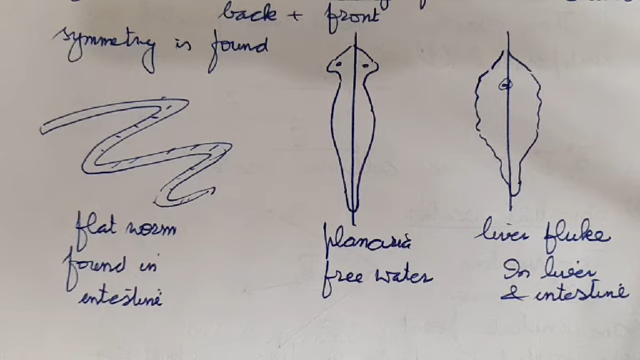 back + front
symmetry is found
flat worm
found in
intestine
planaria
free water
liver fluke
In liver
& intestine